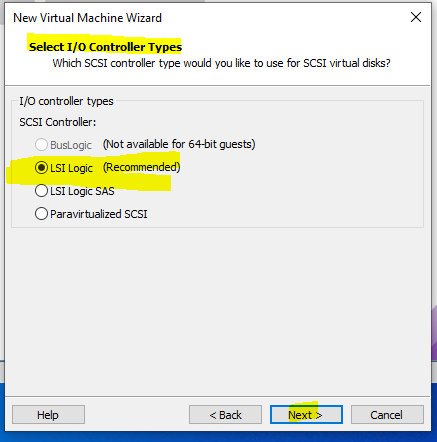 New Virtual Machine Wizard
Select I/O Controller Types
Which SCSI controller type would you like to use for SCSI virtual disks?
I/O controller types
SCSI Controller:
BusLogic (Not available for 64-bit guests)
LSI Logic (Recommended)
LSI Logic SAS
Paravirtualized SCSI
Help < Back Next > Cancel